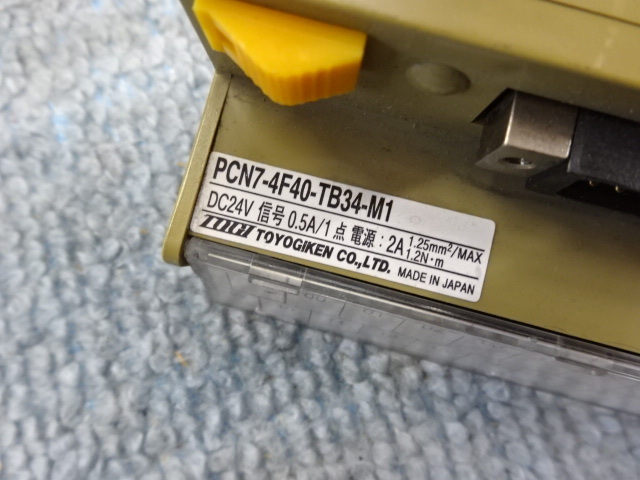 PCN7-4F40-TB34-M1
DC24V 信号 0.5A/1点 電源:2A 1.25mm²/MAX
1.2N·m
TOGI TOYOGIKEN CO.,LTD. MADE IN JAPAN